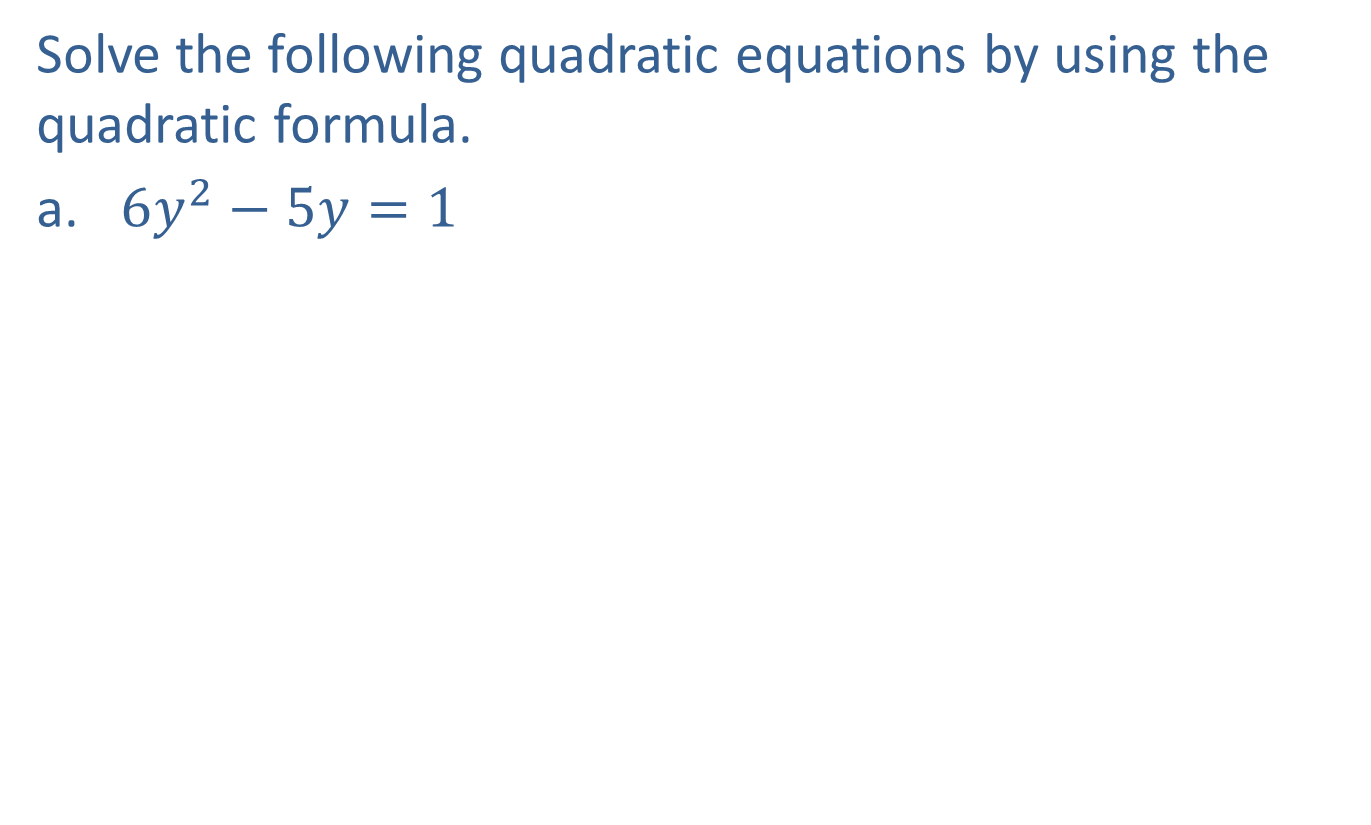 Solve the following quadratic equations by using the
quadratic formula.
a. 6y² − 5y = 1